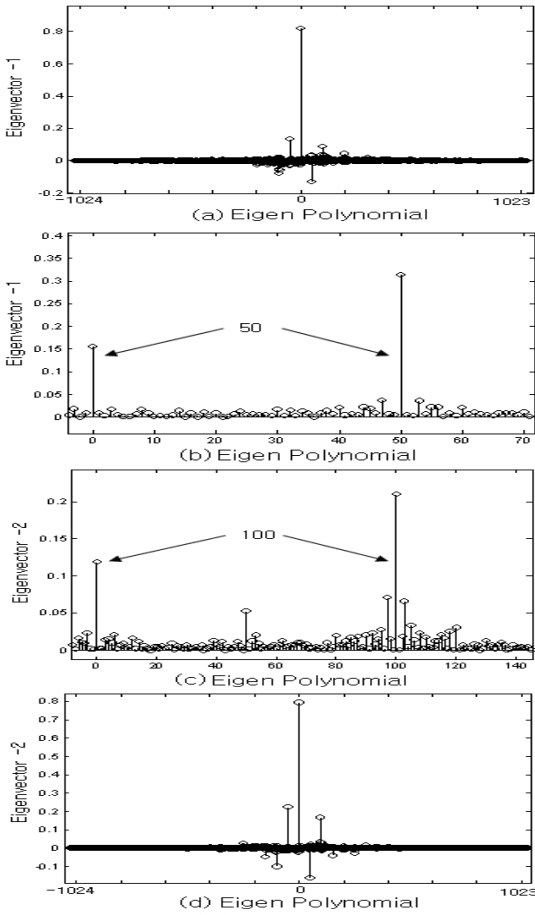 Eigenvector -1
0.8
0.6
0.4
0.2
0
-0.2
-1024 0 1023
(a) Eigen Polynomial
Eigenvector -1
0.4
0.35
0.3
0.25
0.2
0.15
0.1
0.05
0
50
0 10 20 30 40 50 60 70
(b) Eigen Polynomial
Eigenvector -2
0.2
0.15
0.1
0.05
0
100
0 20 40 60 80 100 120 140
(c) Eigen Polynomial
Eigenvector -2
0.8
0.7
0.6
0.5
0.4
0.3
0.2
0.1
0
-0.1
-1024 0 1023
(d) Eigen Polynomial